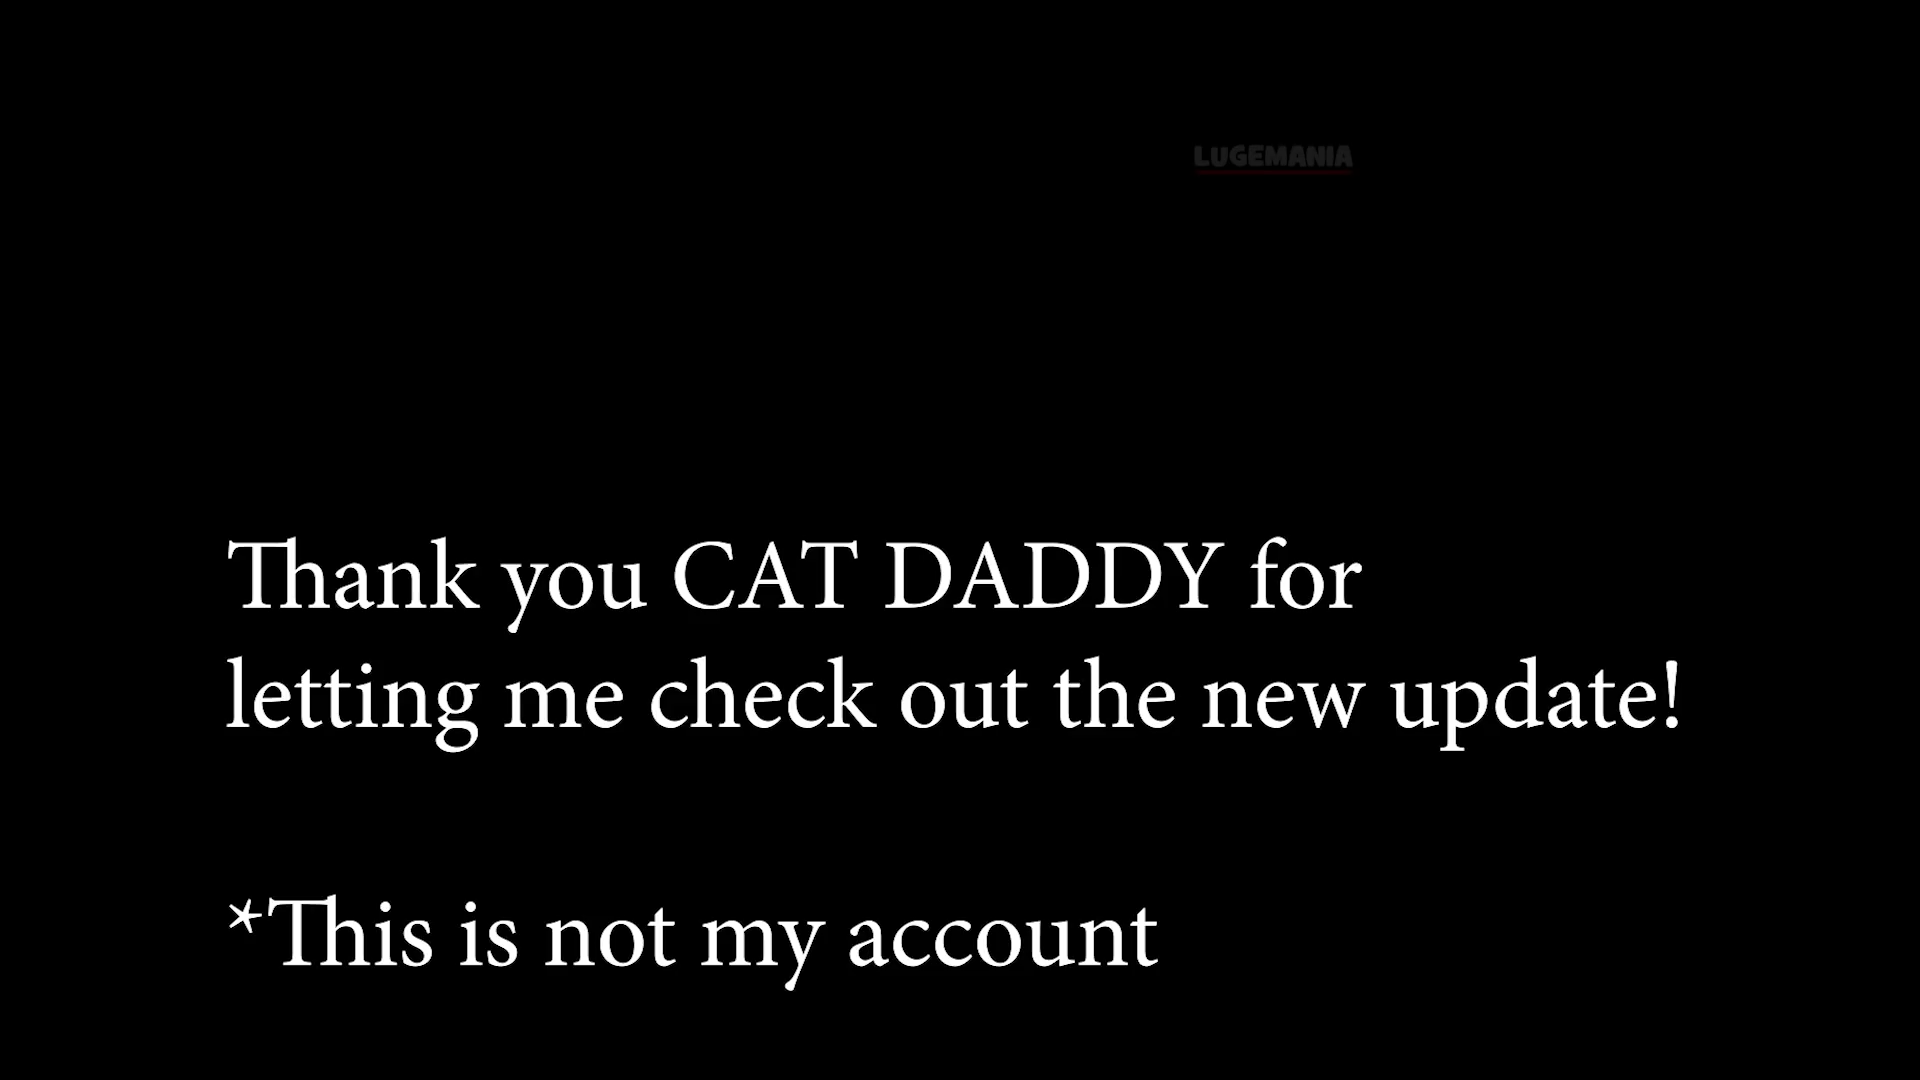 LUGEMANIA
Thank you CAT DADDY for
letting me check out the new update!
*This is not my account